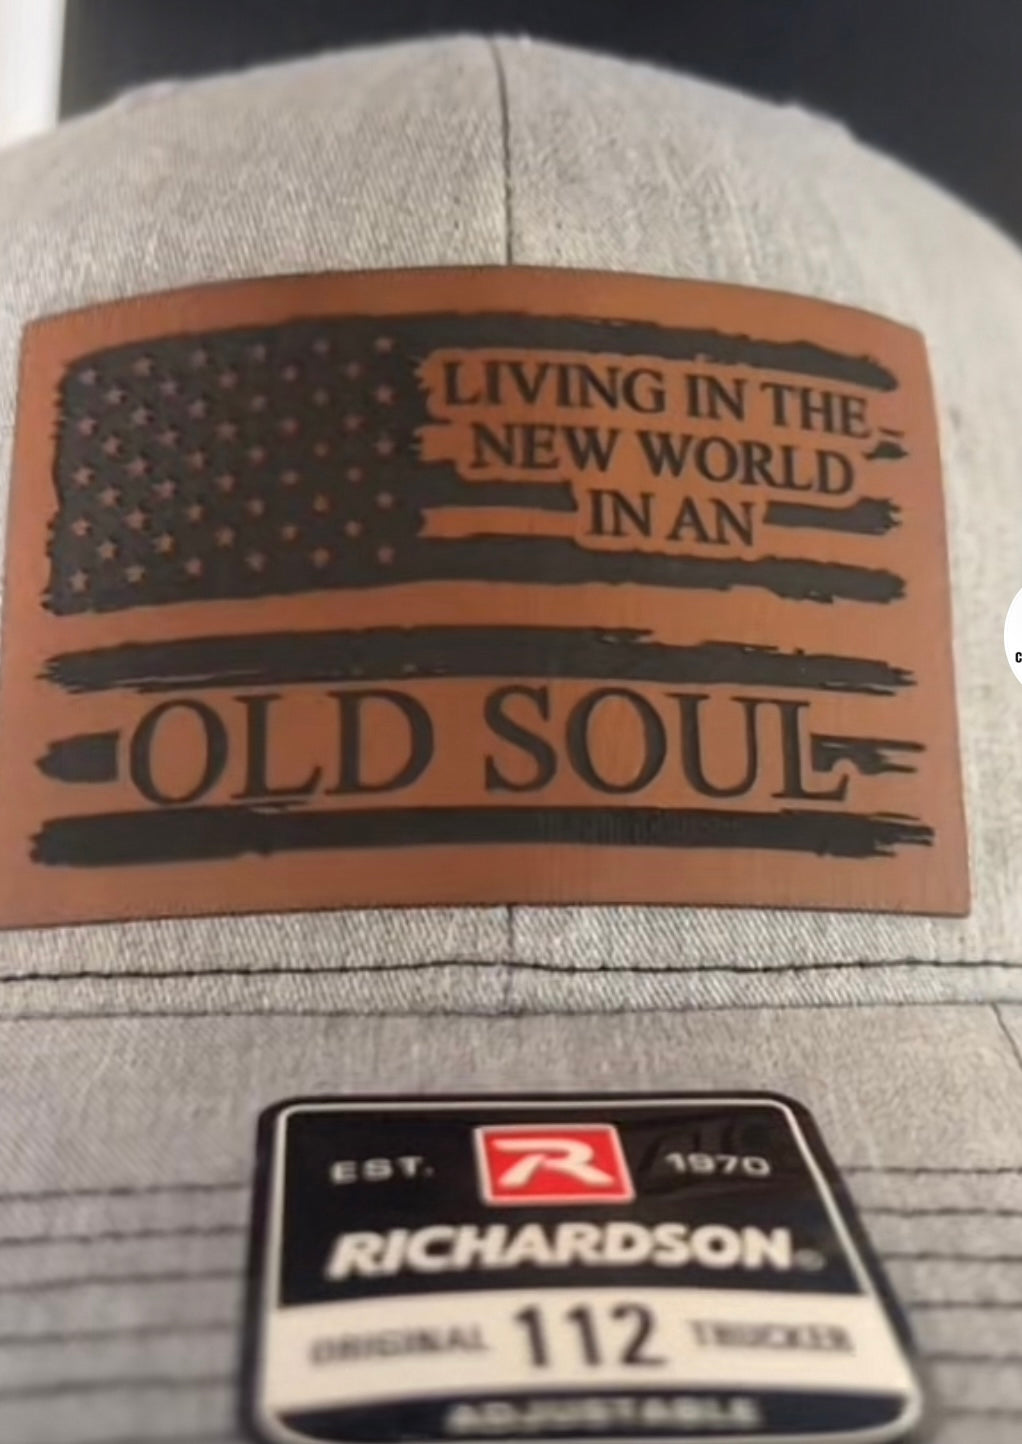 LIVING IN THE
NEW WORLD
IN AN
OLD SOUL
EST. R 1970
RICHARDSON®
ORIGINAL 112 TRUCKER
ADJUSTABLE